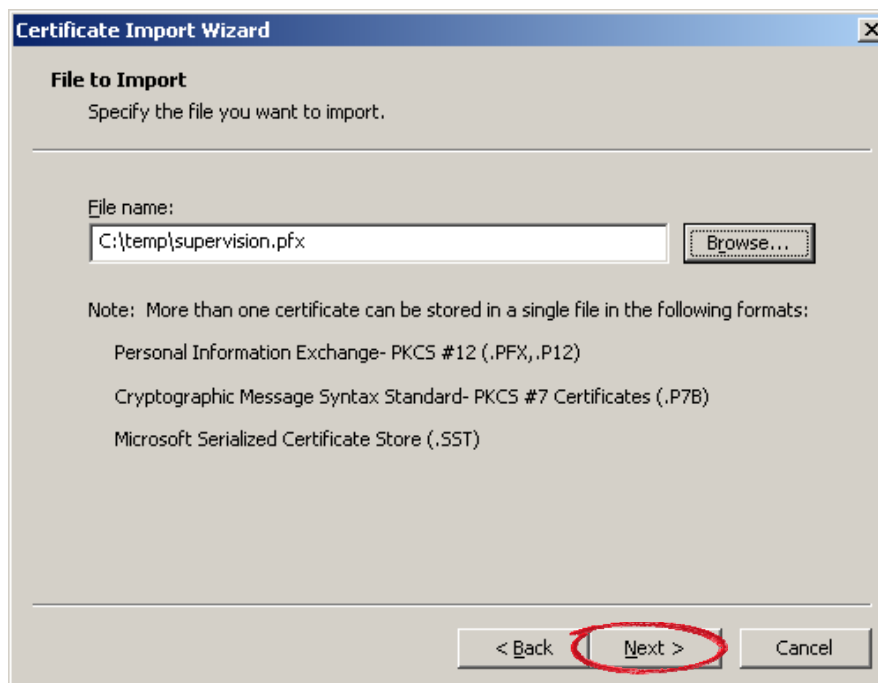 Certificate Import Wizard
File to Import
Specify the file you want to import.
File name:
C:\temp\supervision.pfx
Browse...
Note: More than one certificate can be stored in a single file in the following formats:
Personal Information Exchange- PKCS #12 (.PFX,.P12)
Cryptographic Message Syntax Standard- PKCS #7 Certificates (.P7B)
Microsoft Serialized Certificate Store (.SST)
< Back
Next >
Cancel